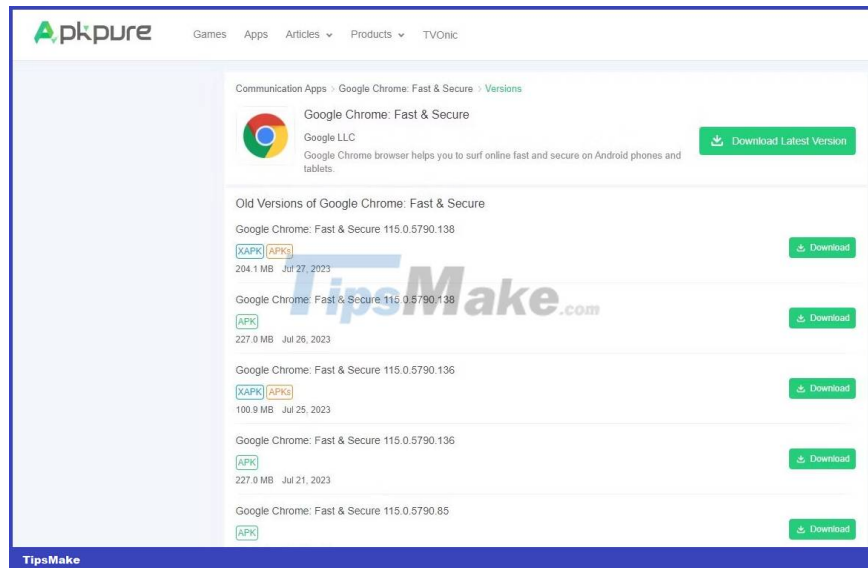 Apkpure
Games Apps Articles Products TVOnic
Communication Apps > Google Chrome: Fast & Secure > Versions
Google Chrome: Fast & Secure
Google LLC
Google Chrome browser helps you to surf online fast and secure on Android phones and
tablets.
Download Latest Version
Old Versions of Google Chrome: Fast & Secure
Google Chrome: Fast & Secure 115.0.5790.138
XAPK APKs
204.1 MB Jul 27, 2023
Download
Google Chrome: Fast & Secure 115.0.5790.138
APK
227.0 MB Jul 26, 2023
Download
TipsMake.com
Google Chrome: Fast & Secure 115.0.5790.136
XAPK APKs
100.9 MB Jul 25, 2023
Download
Google Chrome: Fast & Secure 115.0.5790.136
APK
227.0 MB Jul 21, 2023
Download
Google Chrome: Fast & Secure 115.0.5790.85
APK
Download
TipsMake